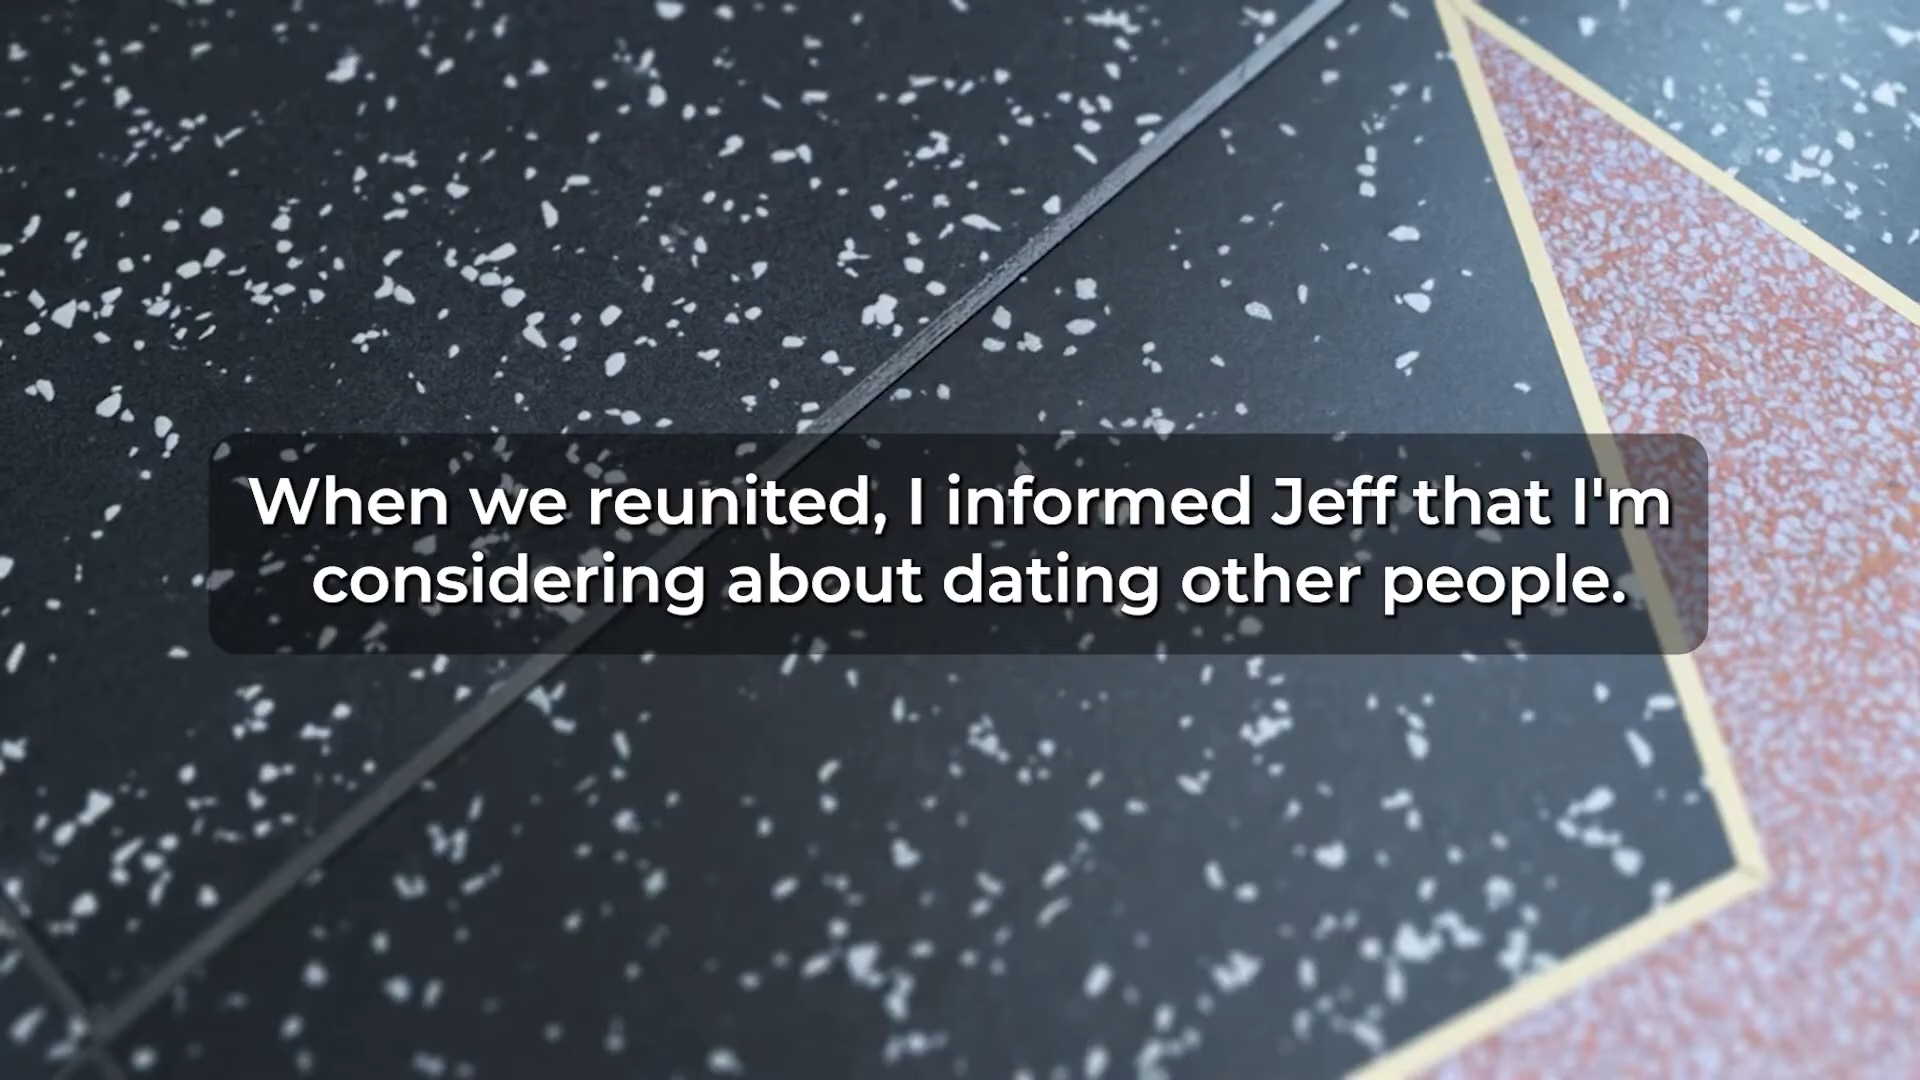 When we reunited, I informed Jeff that I'm
considering about dating other people.